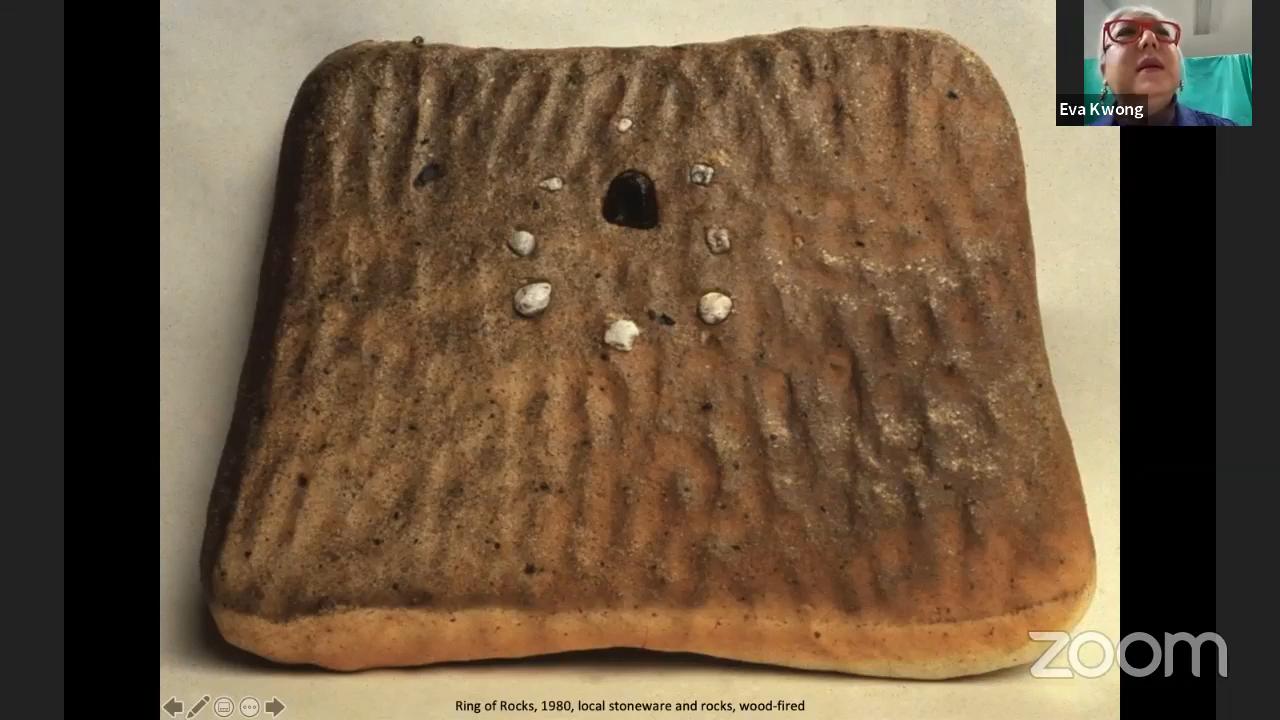 Eva Kwong
zoom
Ring of Rocks, 1980, local stoneware and rocks, wood-fired